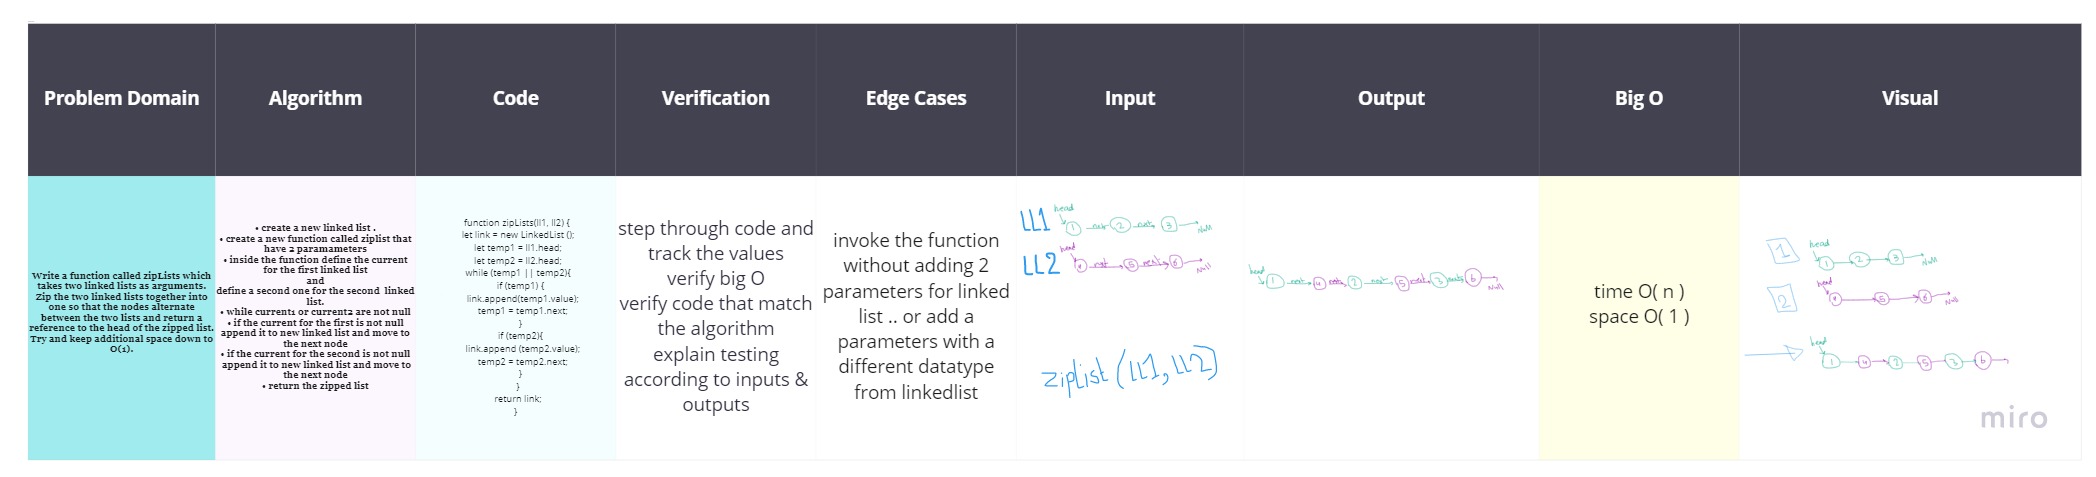 Problem Domain
Algorithm
Code
Verification
Edge Cases
Input
Output
Big O
Visual
Write a function called zipLists which
takes two linked lists as arguments.
Zip the two linked lists together into
one so that the nodes alternate
between the two lists and return a
reference to the head of the zipped list.
Try and keep additional space down to
O(1).
• create a new linked list .
• create a new function called ziplist that
have 2 paramameters
• inside the function define the current
for the first linked list
and
define a second one for the second linked
list.
• while current1 or current2 are not null
• if the current for the first is not null
append it to new linked list and move to
the next node
• if the current for the second is not null
append it to new linked list and move to
the next node
• return the zipped list
function zipLists(ll1, ll2) {
let link = new LinkedList ();
let temp1 = ll1.head;
let temp2 = ll2.head;
while (temp1 || temp2){
if (temp1) {
link.append(temp1.value);
temp1 = temp1.next;
}
if (temp2){
link.append (temp2.value);
temp2 = temp2.next;
}
}
return link;
}
step through code and
track the values
verify big O
verify code that match
the algorithm
explain testing
according to inputs &
outputs
invoke the function
without adding 2
parameters for linked
list .. or add a
parameters with a
different datatype
from linkedlist
LL1 head
1 2 3 Null
head
LL2 4 5 6 Null
ziplist (LL1, LL2)
head
1 4 2 5 3 6
Null
time O( n )
space O( 1 )
1 head
1 2 3 Null
2 head
4 5 6 Null
head
1 4 2 5 3 6
miro